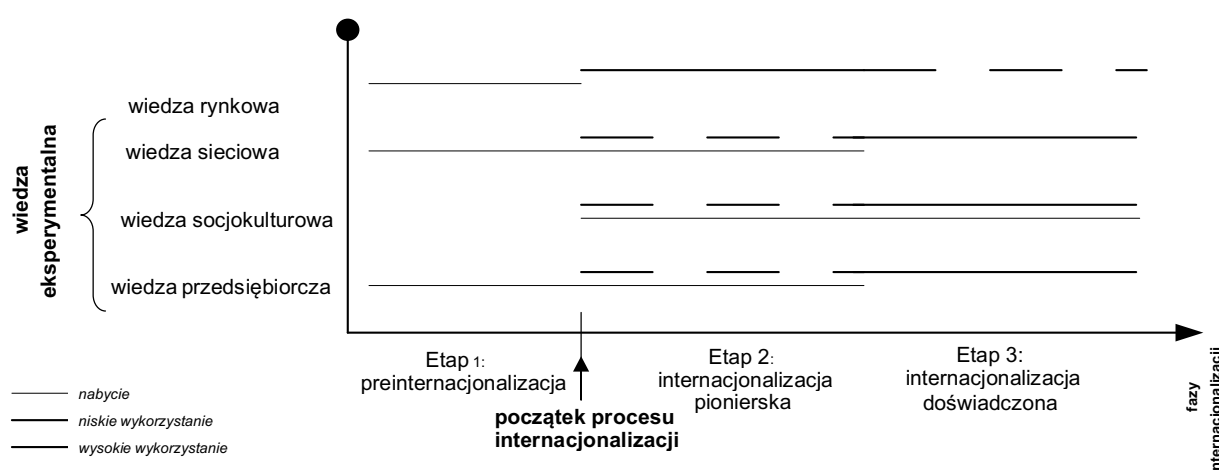 wiedza
eksperymentalna
wiedza rynkowa
wiedza sieciowa
wiedza socjokulturowa
wiedza przedsiębiorcza
Etap 1:
preinternacjonalizacja
początek procesu
internacjonalizacji
Etap 2:
internacjonalizacja
pionierska
Etap 3:
internacjonalizacja
doświadczona
fazy
internacjonalizacji
nabycie
niskie wykorzystanie
wysokie wykorzystanie